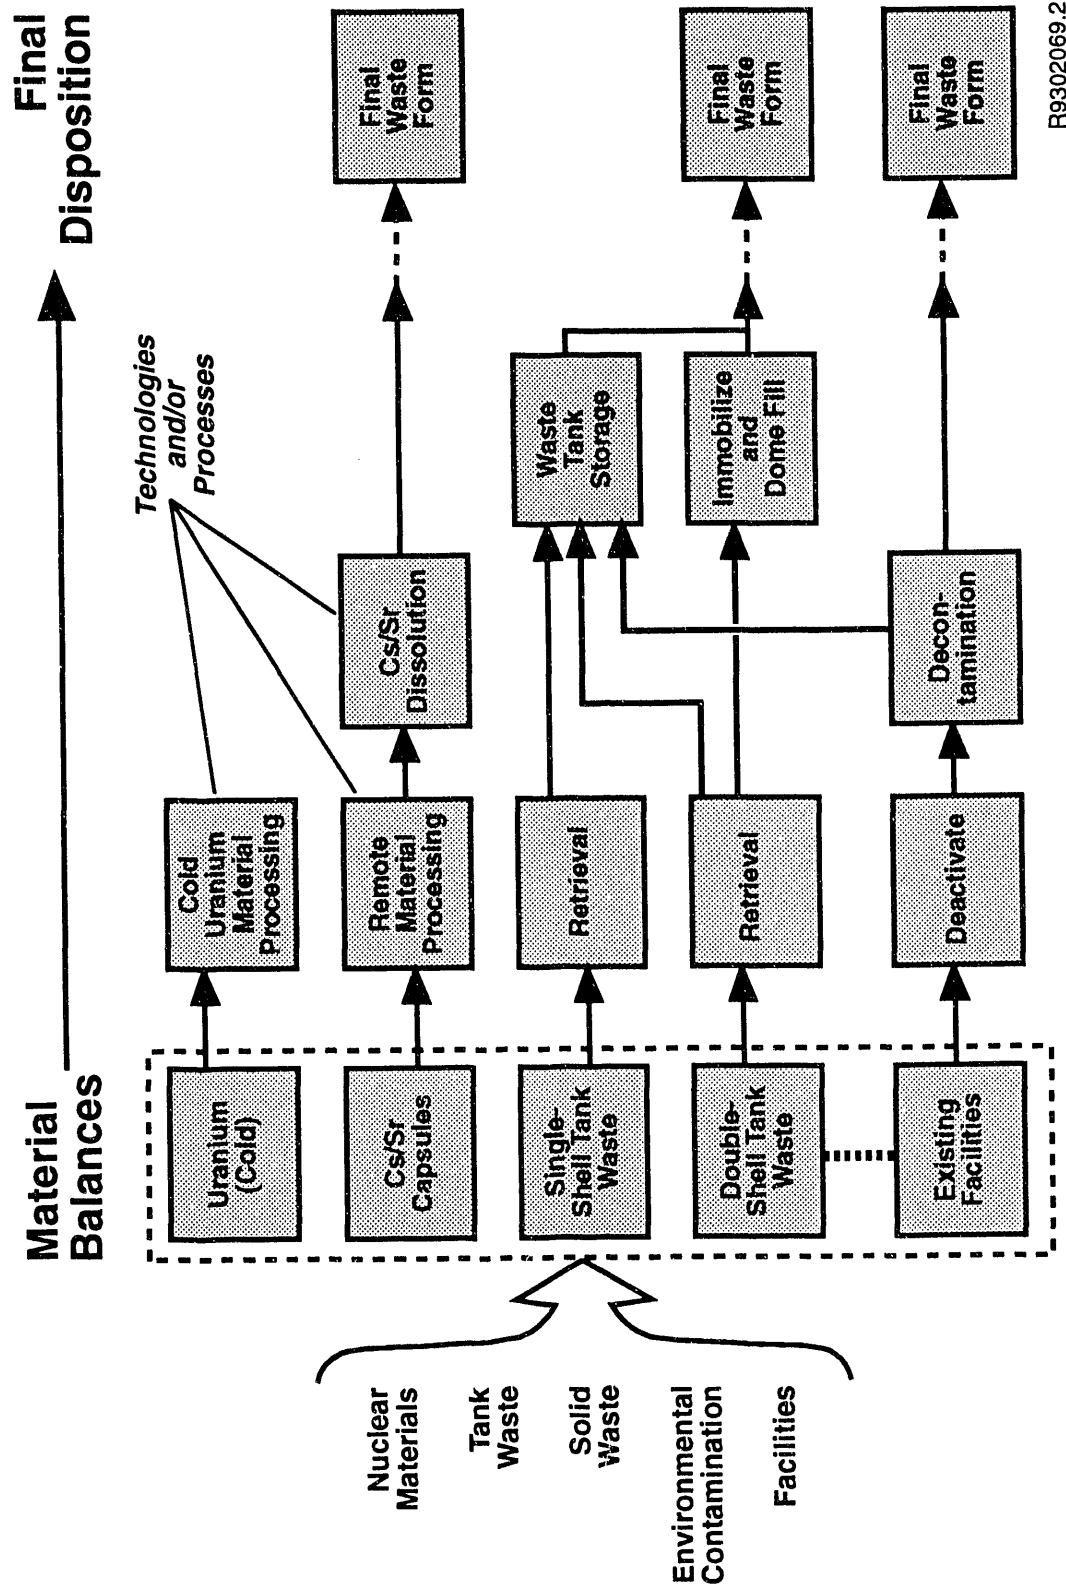 Material
Balances
Final
Disposition
Technologies
and/or
Processes
Nuclear
Materials
Tank
Waste
Solid
Waste
Environmental
Contamination
Facilities
Uranium
(Cold)
Cold
Uranium
Material
Processing
Cs/Sr
Capsules
Remote
Material
Processing
Cs/Sr
Dissolution
Final
Waste
Form
Single-
Shell Tank
Waste
Retrieval
Waste
Tank
Storage
Double-
Shell Tank
Waste
Retrieval
Immobilize
and
Dome Fill
Final
Waste
Form
Existing
Facilities
Deactivate
Decon-
tamination
Final
Waste
Form
R9302069.2